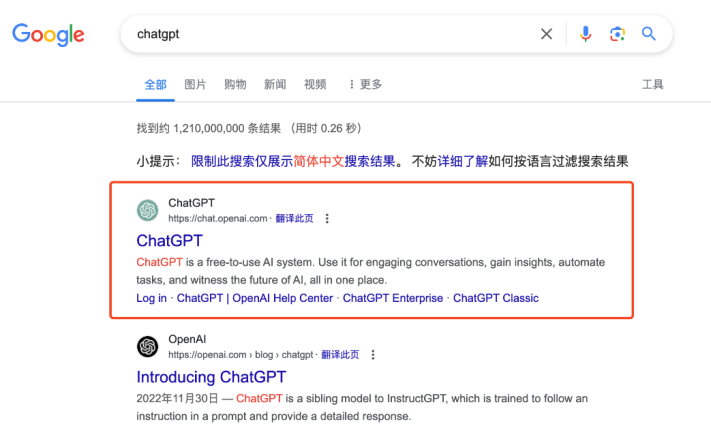 Google
chatgpt
全部 图片 购物 新闻 视频 更多 工具
找到约 1,210,000,000 条结果 （用时 0.26 秒）
小提示： 限制此搜索仅展示简体中文搜索结果。 不妨详细了解如何按语言过滤搜索结果
ChatGPT
https://chat.openai.com · 翻译此页
ChatGPT
ChatGPT is a free-to-use AI system. Use it for engaging conversations, gain insights, automate
tasks, and witness the future of AI, all in one place.
Log in · ChatGPT | OpenAI Help Center · ChatGPT Enterprise · ChatGPT Classic
OpenAI
https://openai.com › blog › chatgpt · 翻译此页
Introducing ChatGPT
2022年11月30日 — ChatGPT is a sibling model to InstructGPT, which is trained to follow an
instruction in a prompt and provide a detailed response.